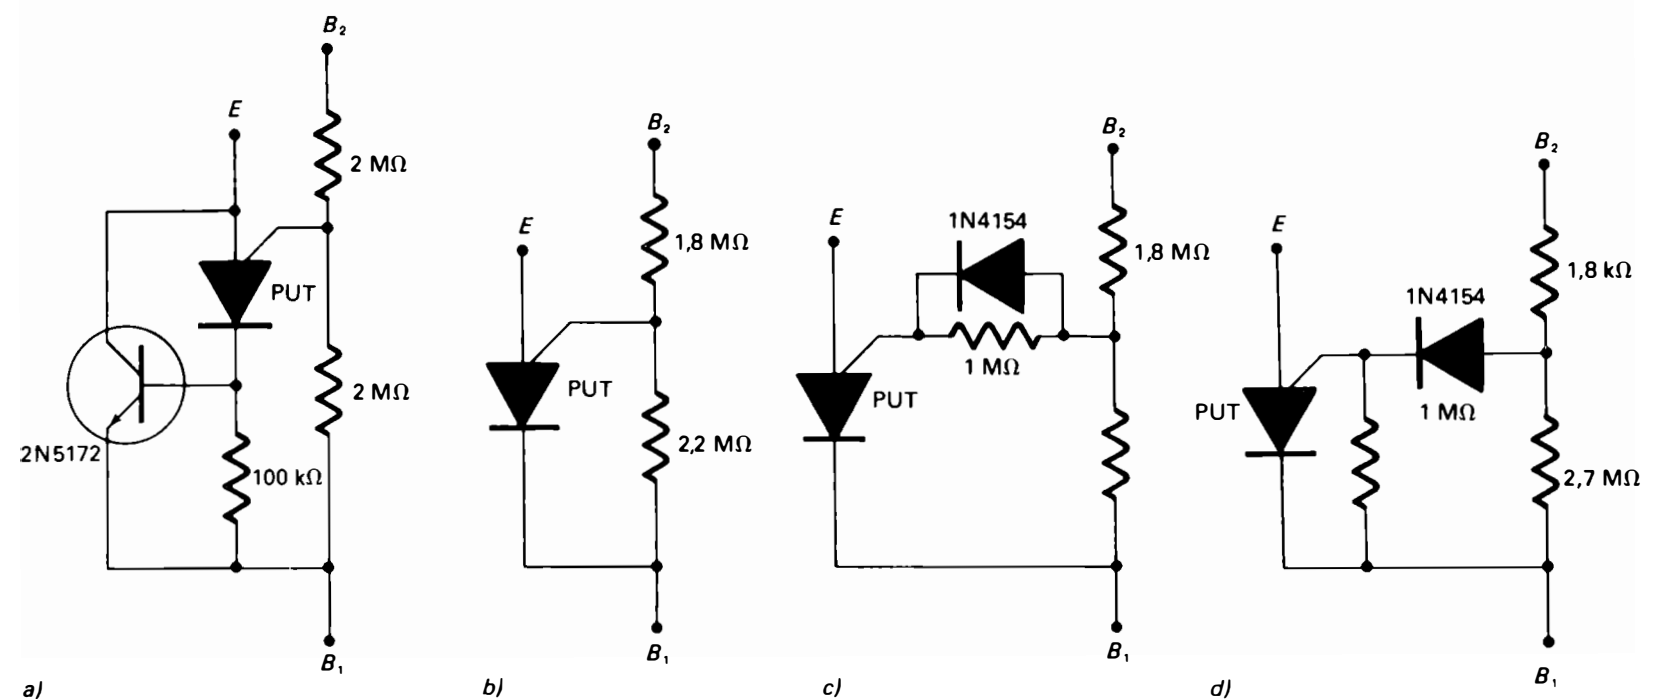 B₂
E
2 MΩ
PUT
2 MΩ
2N5172
100 kΩ
B₁
a)
B₂
E
1,8 MΩ
PUT
2,2 MΩ
B₁
b)
B₂
E
1N4154
1,8 MΩ
1 MΩ
PUT
B₁
c)
B₂
E
1,8 kΩ
1N4154
PUT
1 MΩ
2,7 MΩ
B₁
d)